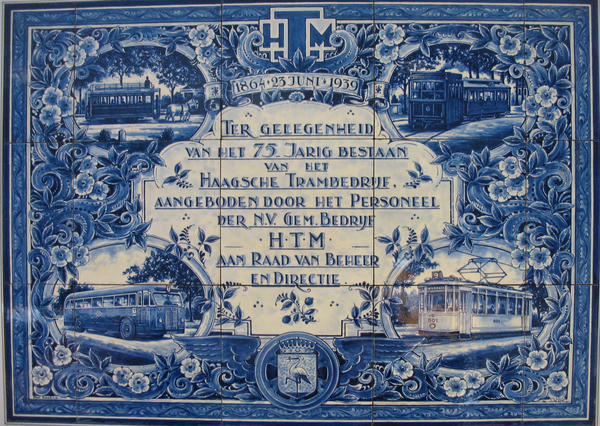 HTM
1864 · 23 JUNI · 1939
TER GELEGENHEID
VAN HET 75 JARIG BESTAAN
VAN HET
HAAGSCHE TRAMBEDRIJF,
AANGEBODEN DOOR HET PERSONEEL
DER N.V. GEM. BEDRIJF
· H·T·M ·
AAN RAAD VAN BEHEER
EN DIRECTIE